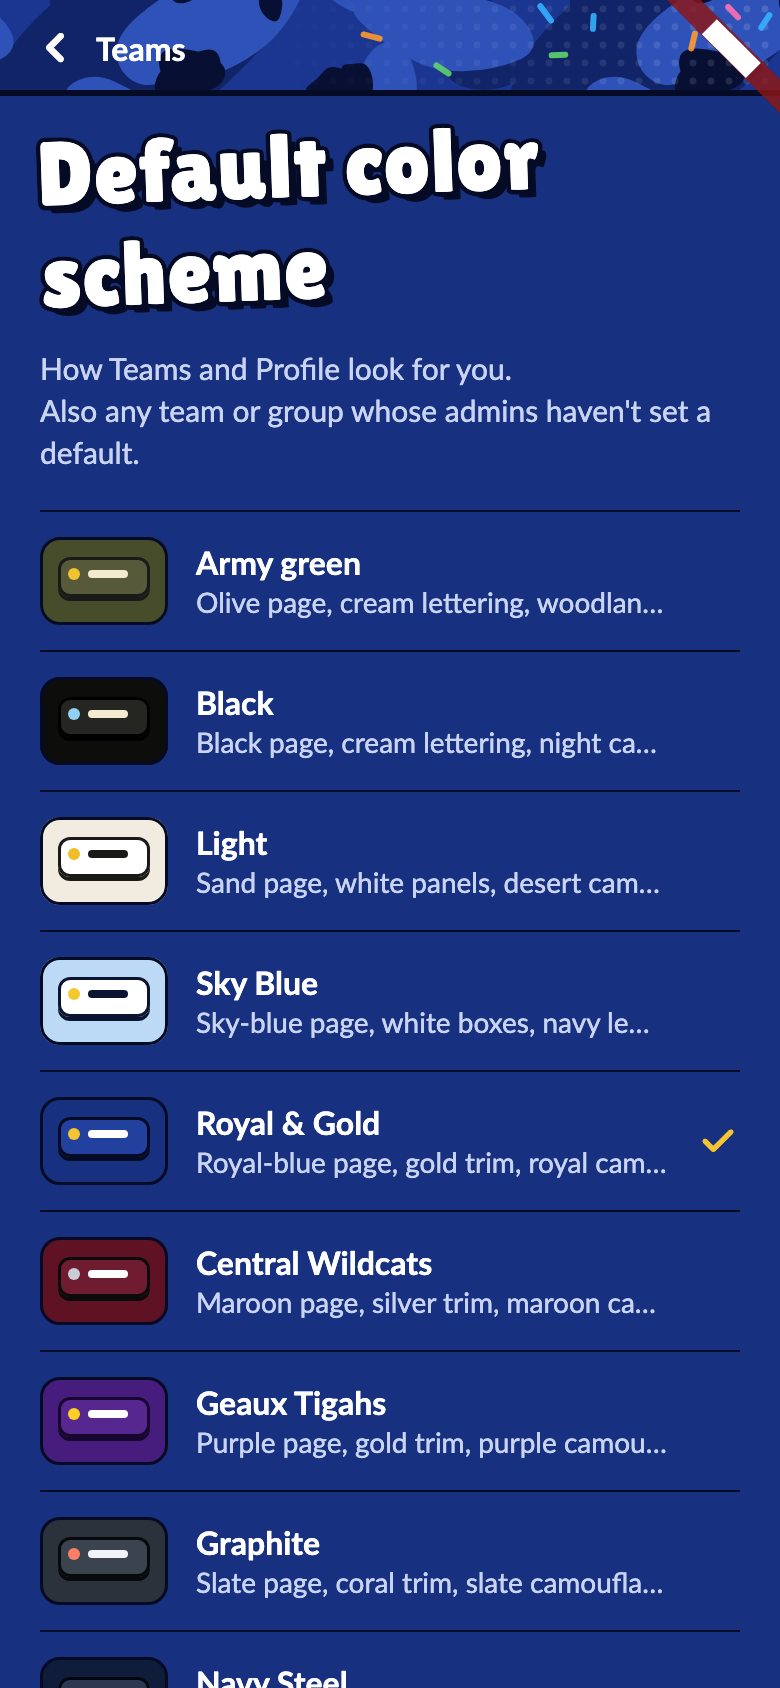 Teams
Default color
scheme
How Teams and Profile look for you.
Also any team or group whose admins haven't set a
default.
Army green
Olive page, cream lettering, woodlan...
Black
Black page, cream lettering, night ca...
Light
Sand page, white panels, desert cam...
Sky Blue
Sky-blue page, white boxes, navy le...
Royal & Gold
Royal-blue page, gold trim, royal cam...
Central Wildcats
Maroon page, silver trim, maroon ca...
Geaux Tigahs
Purple page, gold trim, purple camou...
Graphite
Slate page, coral trim, slate camoufla...
Navy Steel